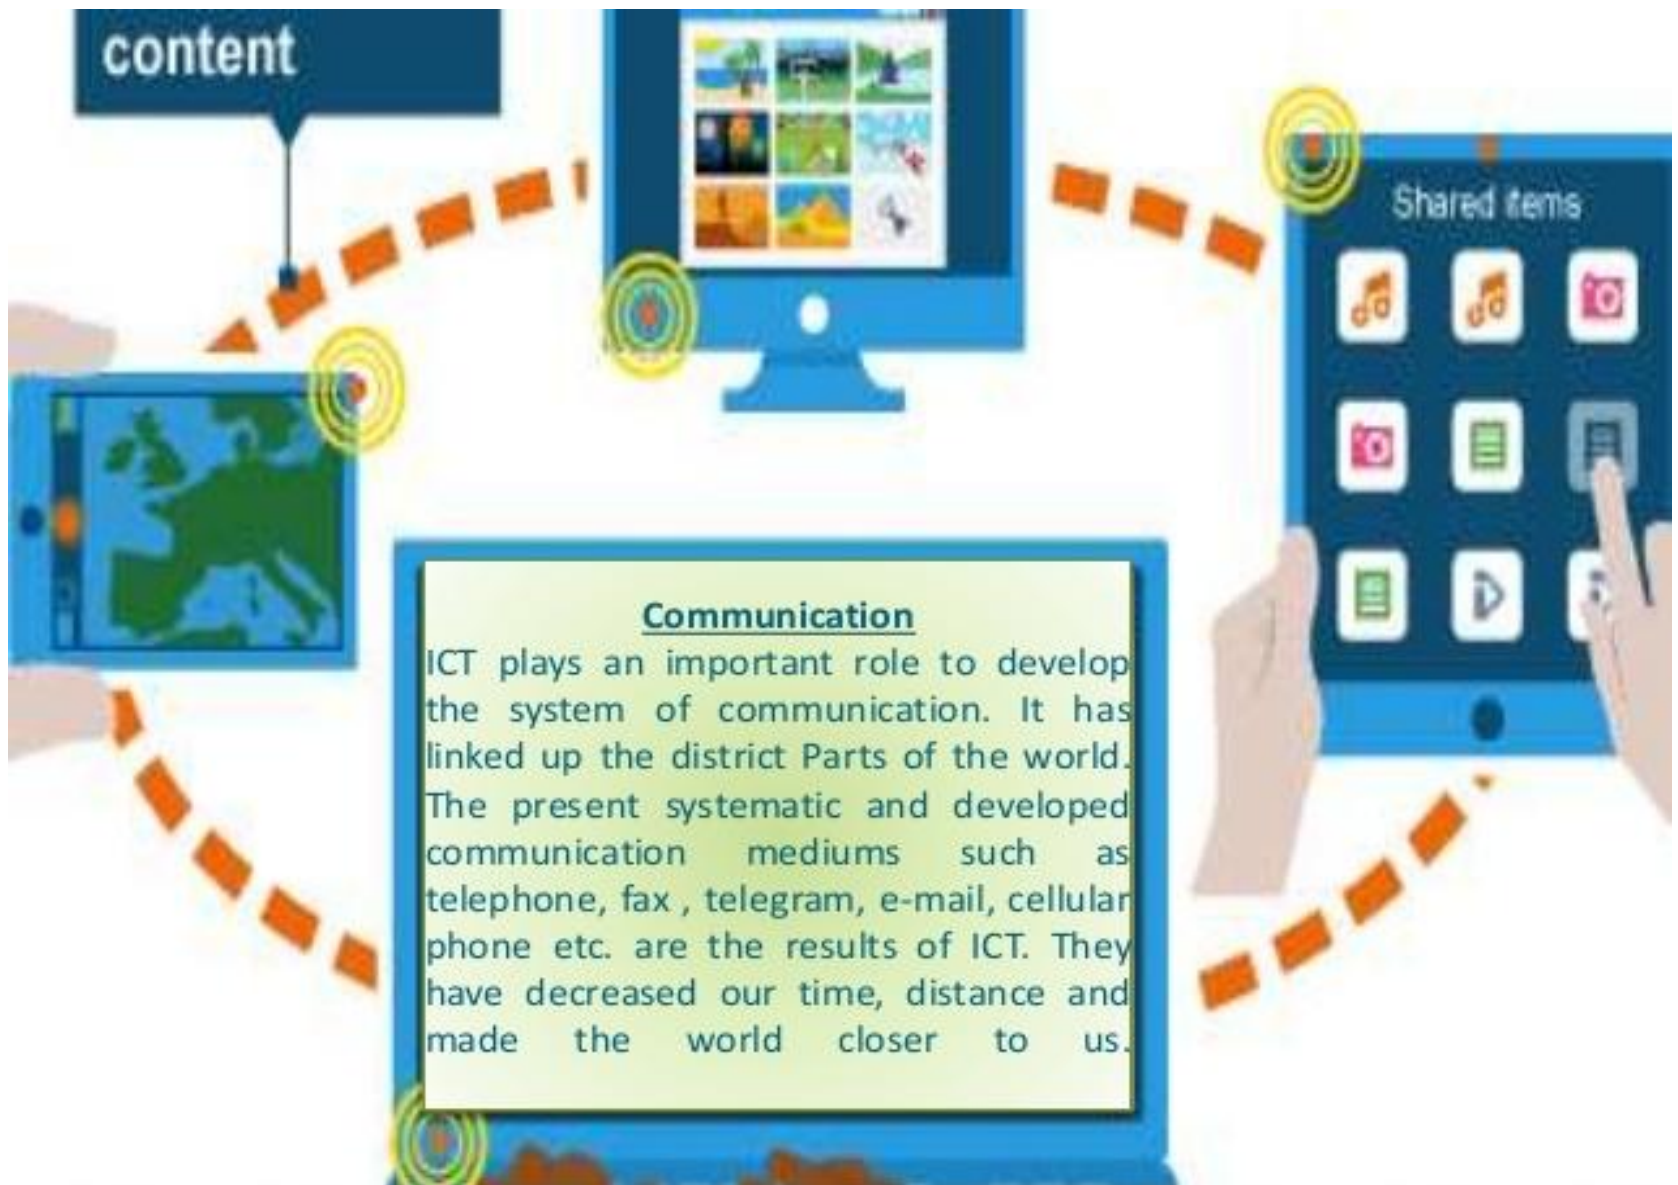 content
Shared items
Communication
ICT plays an important role to develop
the system of communication. It has
linked up the district Parts of the world.
The present systematic and developed
communication mediums such as
telephone, fax , telegram, e-mail, cellular
phone etc. are the results of ICT. They
have decreased our time, distance and
made the world closer to us.